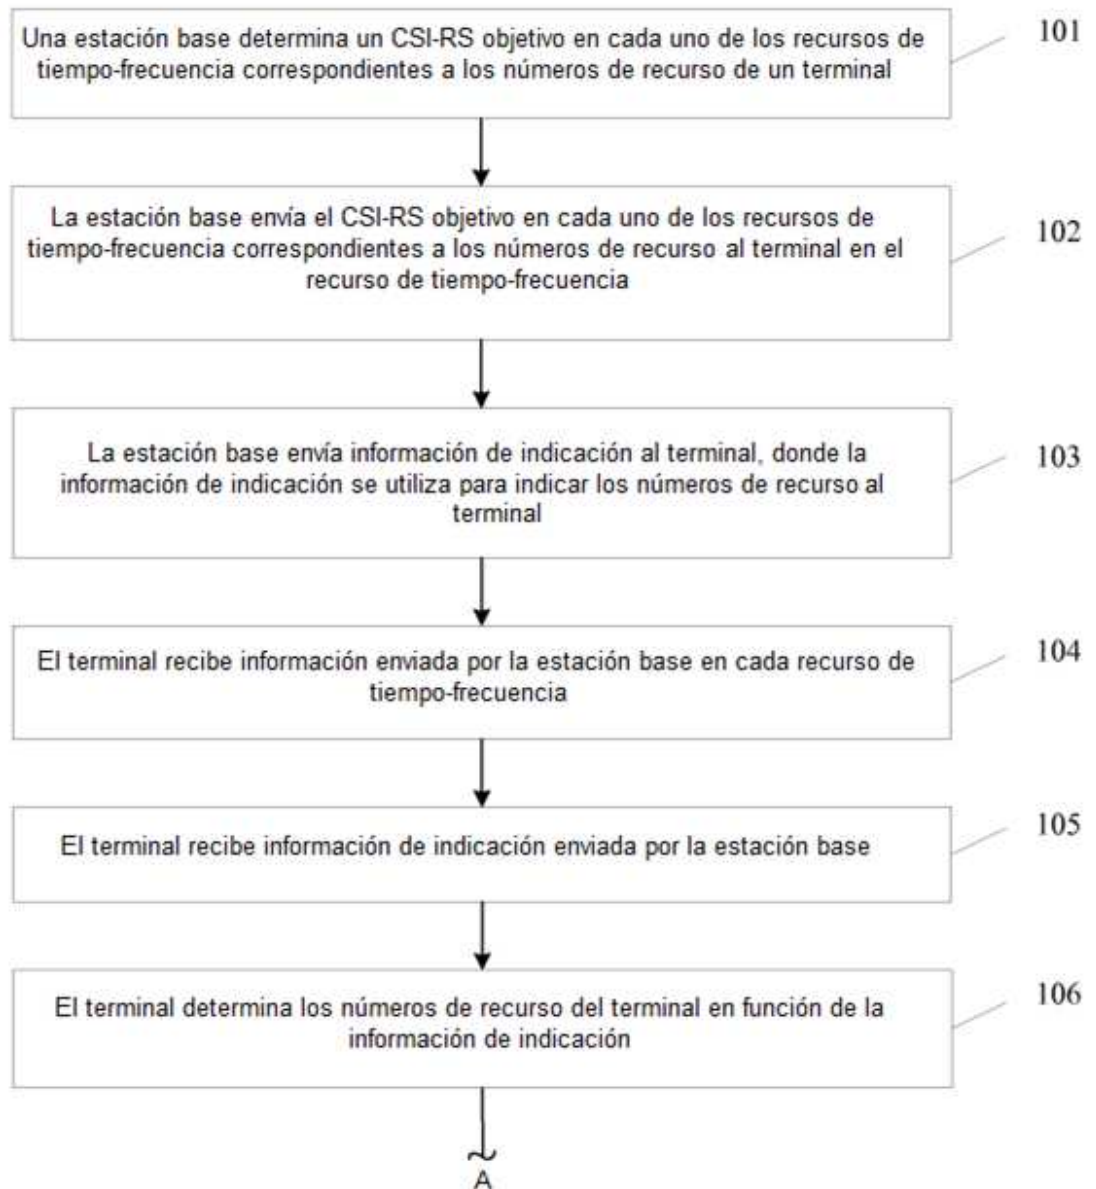 Una estación base determina un CSI-RS objetivo en cada uno de los recursos de
tiempo-frecuencia correspondientes a los números de recurso de un terminal
101
La estación base envía el CSI-RS objetivo en cada uno de los recursos de
tiempo-frecuencia correspondientes a los números de recurso al terminal en el
recurso de tiempo-frecuencia
102
La estación base envía información de indicación al terminal, donde la
información de indicación se utiliza para indicar los números de recurso al
terminal
103
El terminal recibe información enviada por la estación base en cada recurso de
tiempo-frecuencia
104
El terminal recibe información de indicación enviada por la estación base
105
El terminal determina los números de recurso del terminal en función de la
información de indicación
106
A